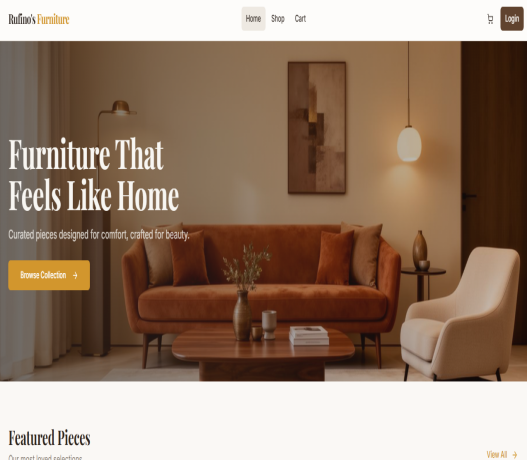 Rufino's Furniture
Home
Shop
Cart
Login
Furniture That
Feels Like Home
Curated pieces designed for comfort, crafted for beauty.
Browse Collection →
Featured Pieces
Our most loved selections
View All →